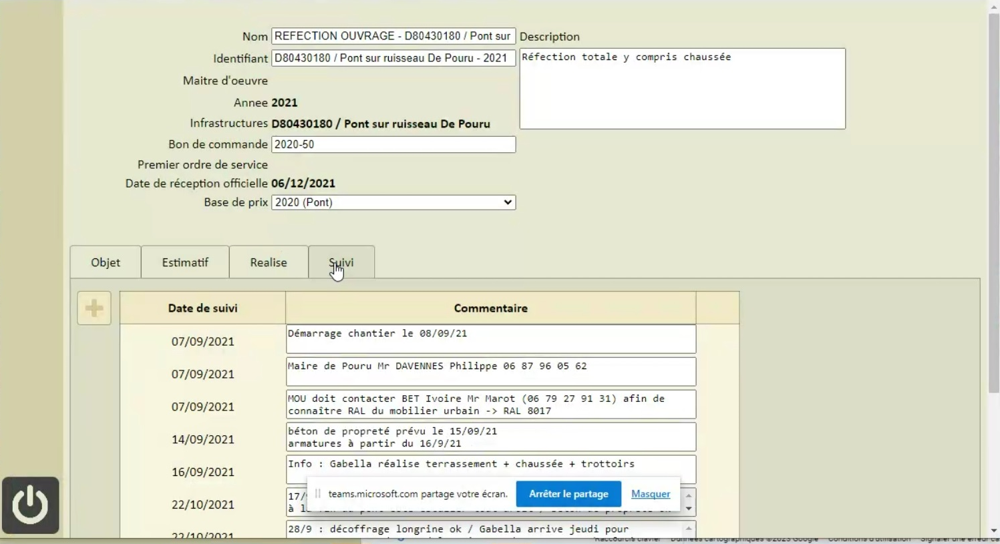 Nom REFECTION OUVRAGE - D80430180 / Pont sur
Description
Identifiant D80430180 / Pont sur ruisseau De Pouru - 2021
Réfection totale y compris chaussée
Maitre d'oeuvre
Annee 2021
Infrastructures D80430180 / Pont sur ruisseau De Pouru
Bon de commande 2020-50
Premier ordre de service
Date de réception officielle 06/12/2021
Base de prix 2020 (Pont)
Objet Estimatif Realise Suivi
Date de suivi Commentaire
07/09/2021 Démarrage chantier le 08/09/21
07/09/2021 Maire de Pouru Mr DAVENNES Philippe 06 87 96 05 62
07/09/2021 MOU doit contacter BET Ivoire Mr Marot (06 79 27 91 31) afin de
connaître RAL du mobilier urbain -> RAL 8017
14/09/2021 béton de propreté prévu le 15/09/21
armatures à partir du 16/9/21
16/09/2021 Info : Gabella réalise terrassement + chaussée + trottoirs
22/10/2021 17/
à
teams.microsoft.com partage votre écran. Arrêter le partage Masquer
22/10/2021 28/9 : décoffrage longrine ok / Gabella arrive jeudi pour
Raccourcis clavier Données cartographiques ©2023 Google Conditions d'utilisation Signaler une erreur